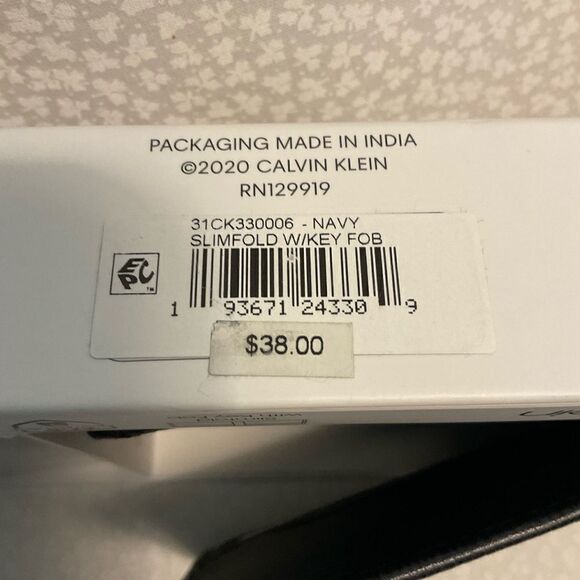 PACKAGING MADE IN INDIA
©2020 CALVIN KLEIN
RN129919
31CK330006 - NAVY
SLIMFOLD W/KEY FOB
EPC™
1 93671 24330 9
$38.00